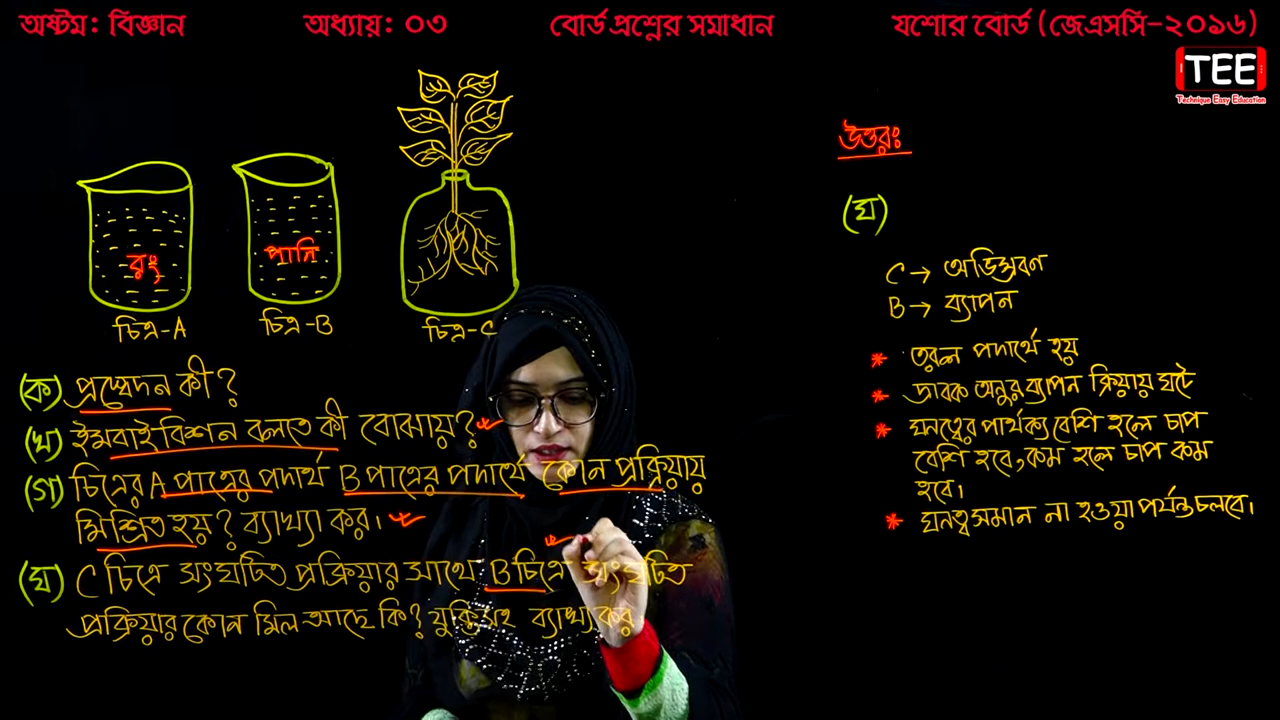 অষ্টম: বিজ্ঞান
অধ্যায়: ০৩
বোর্ড প্রশ্নের সমাধান
যশোর বোর্ড (জেএসসি-২০১৬)
TEE
Technique Easy Education
রং
পানি
চিত্র-A
চিত্র-B
চিত্র-C
(ক) প্রস্বেদন কী?
(খ) ইমবাইবিশন বলতে কী বোঝায়?
(গ) চিত্রের A পাত্রের পদার্থ B পাত্রের পদার্থে কোন প্রক্রিয়ায়
মিশ্রিত হয়? ব্যাখ্যা কর।
(ঘ) C চিত্রে সংঘটিত প্রক্রিয়ার সাথে B চিত্রে সংঘটিত
প্রক্রিয়ার কোন মিল আছে কি? যুক্তিসহ ব্যাখ্যা কর
উত্তরঃ
(ঘ)
C → অভিস্রবণ
B → ব্যাপন
* তরল পদার্থে হয়
* দ্রাবক অনুর ব্যাপন ক্রিয়ায় ঘটে
* ঘনত্বের পার্থক্য বেশি হলে চাপ
বেশি হবে, কম হলে চাপ কম
হবে।
* ঘনত্ব সমান না হওয়া পর্যন্ত চলবে।